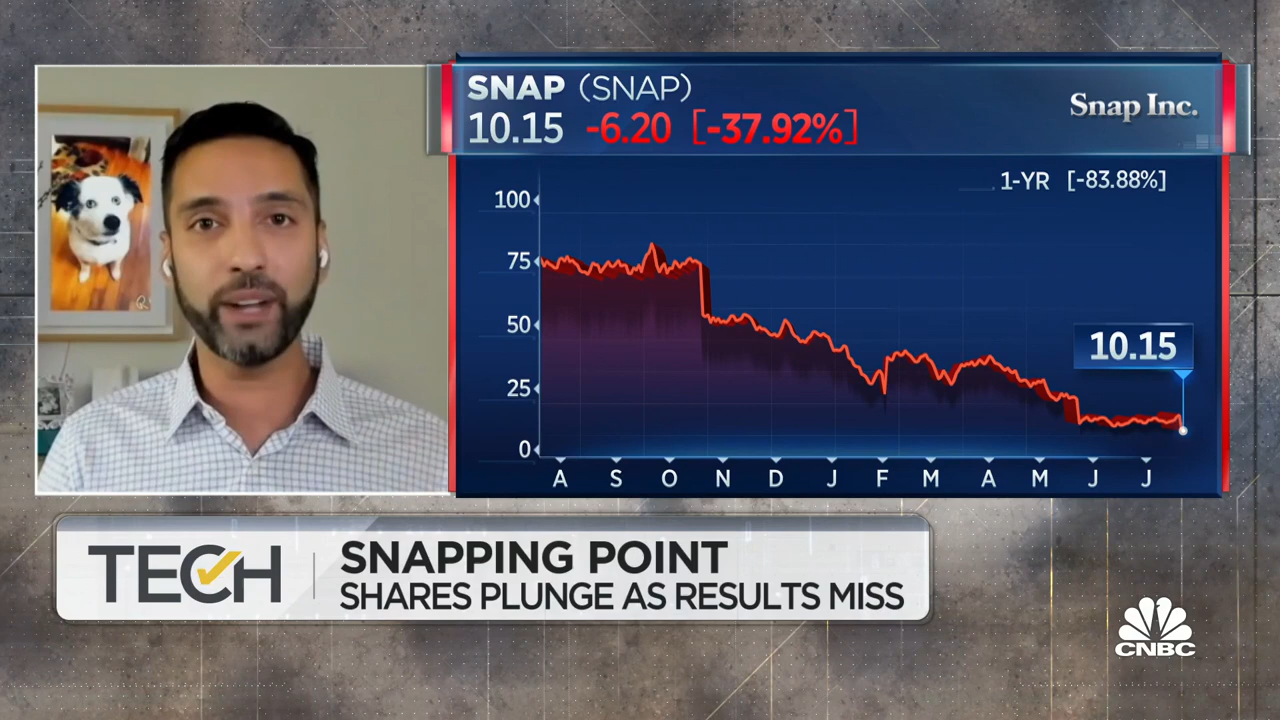 SNAP (SNAP)
10.15 -6.20 [-37.92%]
Snap Inc.
1-YR [-83.88%]
100
75
50
25
0
10.15
A S O N D J F M A M J J
TECH
SNAPPING POINT
SHARES PLUNGE AS RESULTS MISS
CNBC